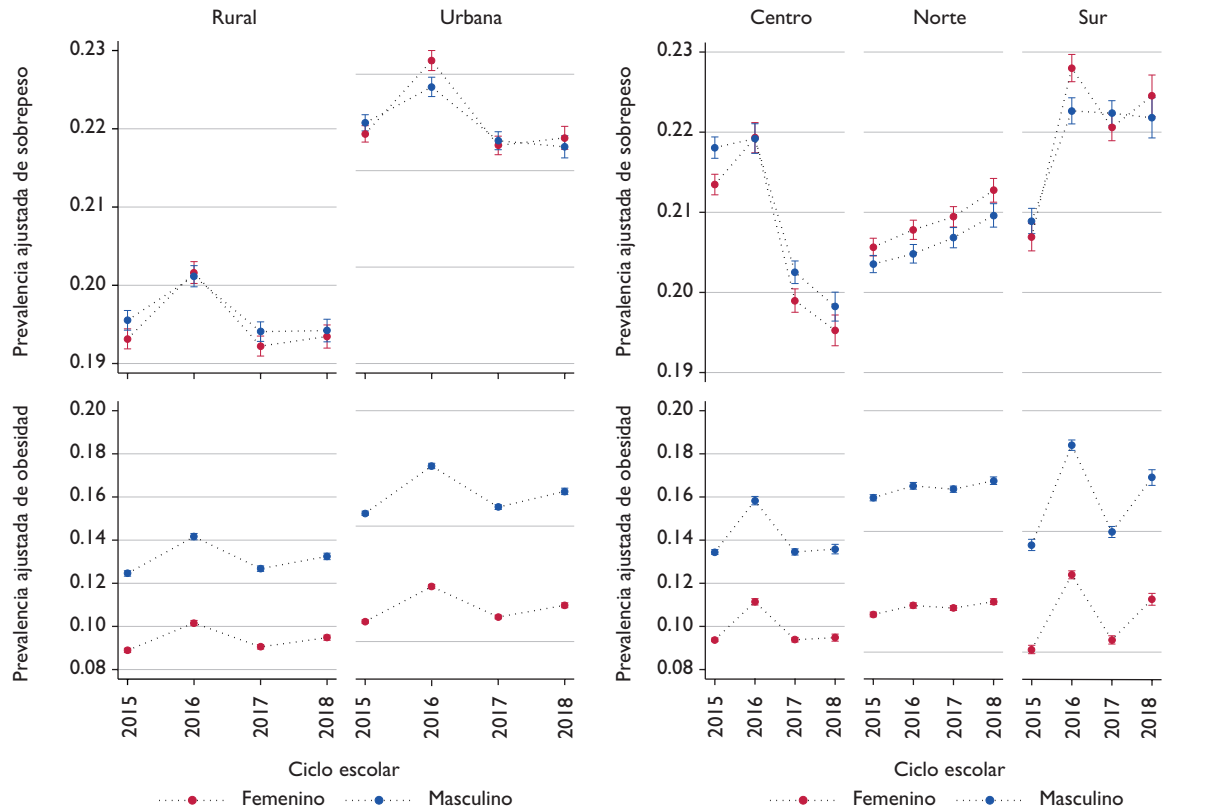 Rural Urbana
Prevalencia ajustada de sobrepeso
0.23
0.22
0.21
0.20
0.19
2015 2016 2017 2018 2015 2016 2017 2018
Prevalencia ajustada de obesidad
0.20
0.18
0.16
0.14
0.12
0.10
0.08
Ciclo escolar
Femenino Masculino
Centro Norte Sur
Prevalencia ajustada de sobrepeso
0.23
0.22
0.21
0.20
0.19
Prevalencia ajustada de obesidad
0.20
0.18
0.16
0.14
0.12
0.10
0.08
2015 2016 2017 2018 2015 2016 2017 2018 2015 2016 2017 2018
Ciclo escolar
Femenino Masculino